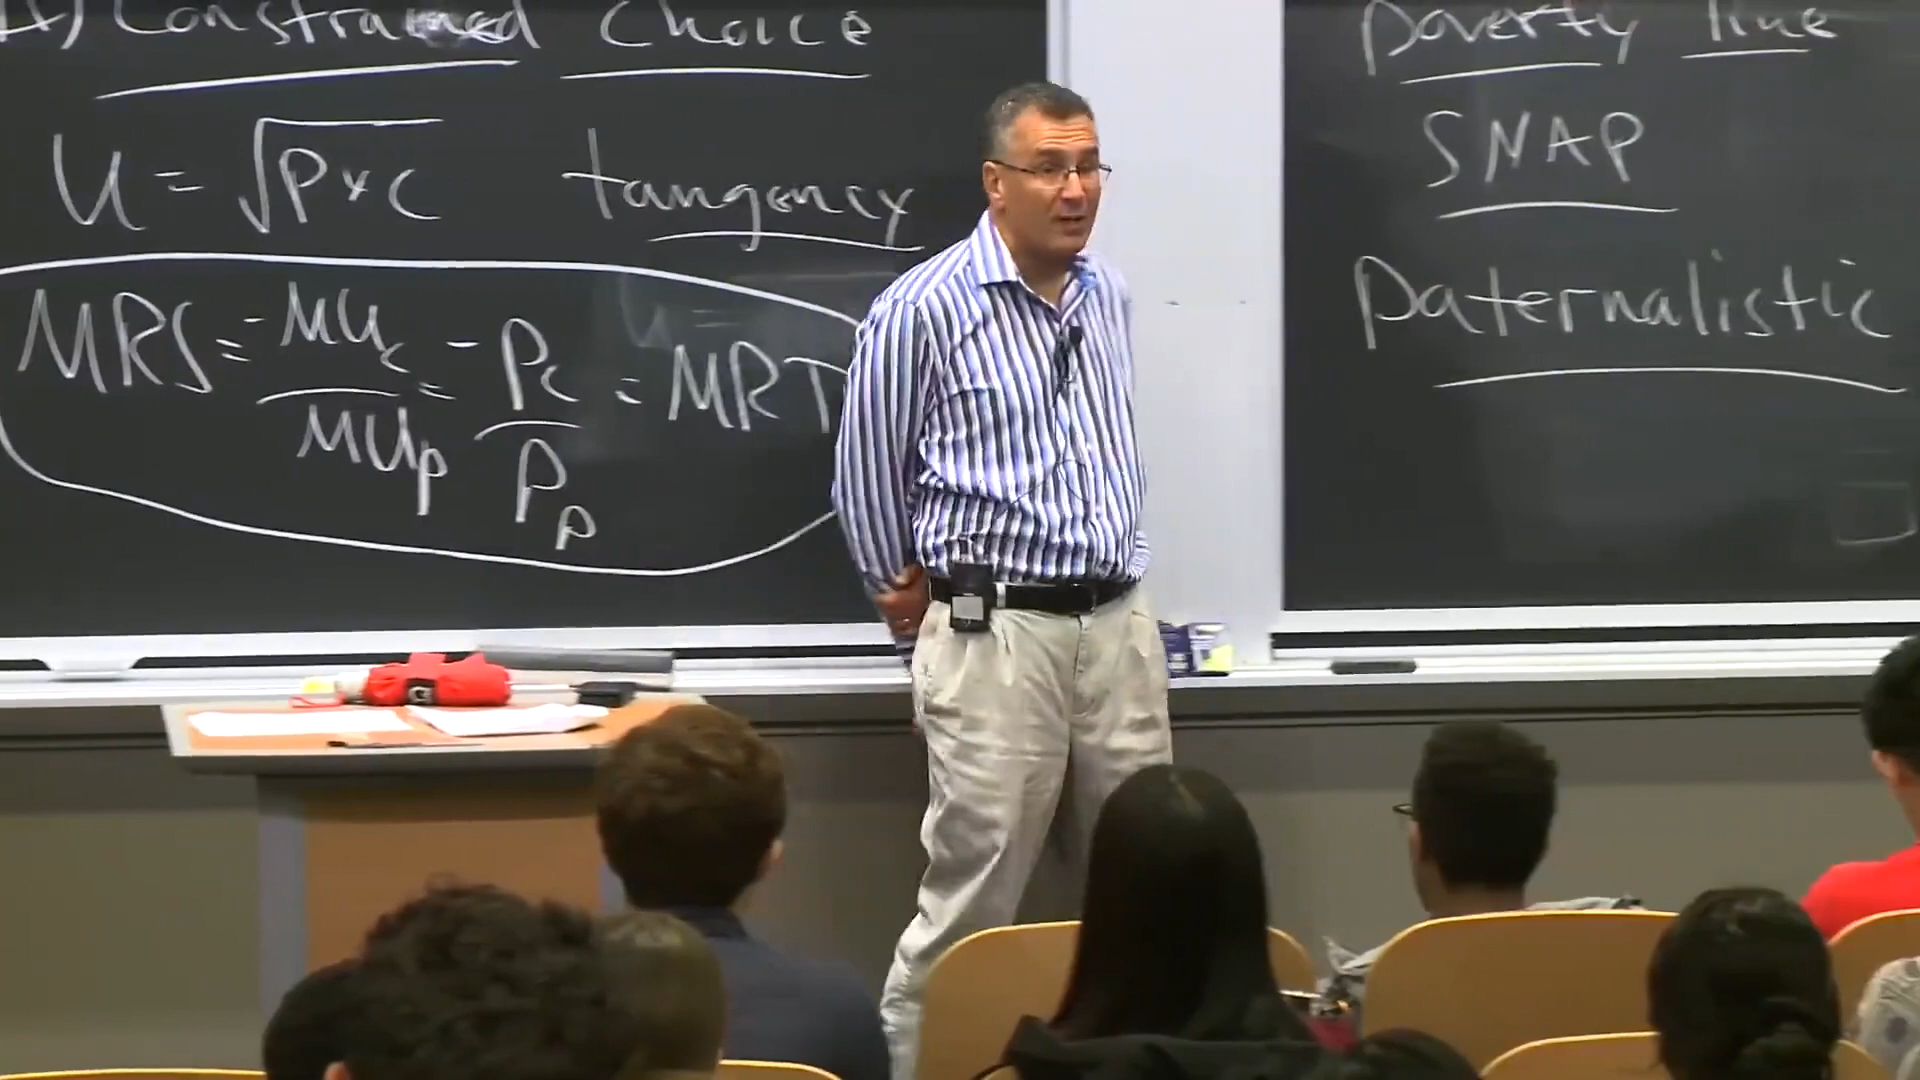 Constrained Choice
U = √p×c tangency
MRS = -MUc/MUp = -Pc/Pp = MRT
Poverty line
SNAP
Paternalistic